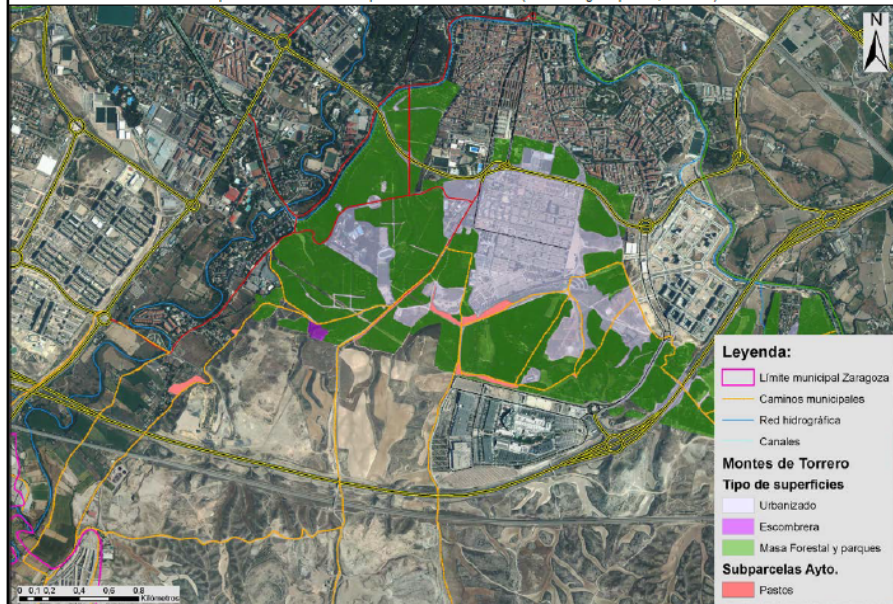 N
Leyenda:
Límite municipal Zaragoza
Caminos municipales
Red hidrográfica
Canales
Montes de Torrero
Tipo de superficies
Urbanizado
Escombrera
Masa Forestal y parques
Subparcelas Ayto.
Pastos
0 0,1 0,2 0,4 0,6 0,8
Kilómetros